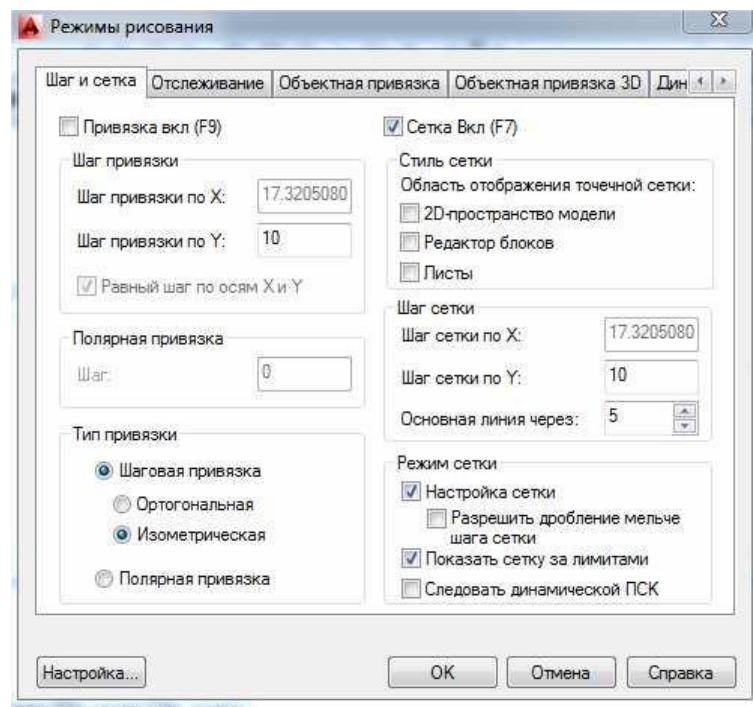 Режимы рисования
Шаг и сетка Отслеживание Объектная привязка Объектная привязка 3D Дин
Привязка вкл (F9)
Шаг привязки
Шаг привязки по X: 17.3205080
Шаг привязки по Y: 10
Равный шаг по осям X и Y
Полярная привязка
Шаг: 0
Тип привязки
Шаговая привязка
Ортогональная
Изометрическая
Полярная привязка
Сетка Вкл (F7)
Стиль сетки
Область отображения точечной сетки:
2D-пространство модели
Редактор блоков
Листы
Шаг сетки
Шаг сетки по X: 17.3205080
Шаг сетки по Y: 10
Основная линия через: 5
Режим сетки
Настройка сетки
Разрешить дробление мельче
шага сетки
Показать сетку за лимитами
Следовать динамической ПСК
Настройка... OK Отмена Справка